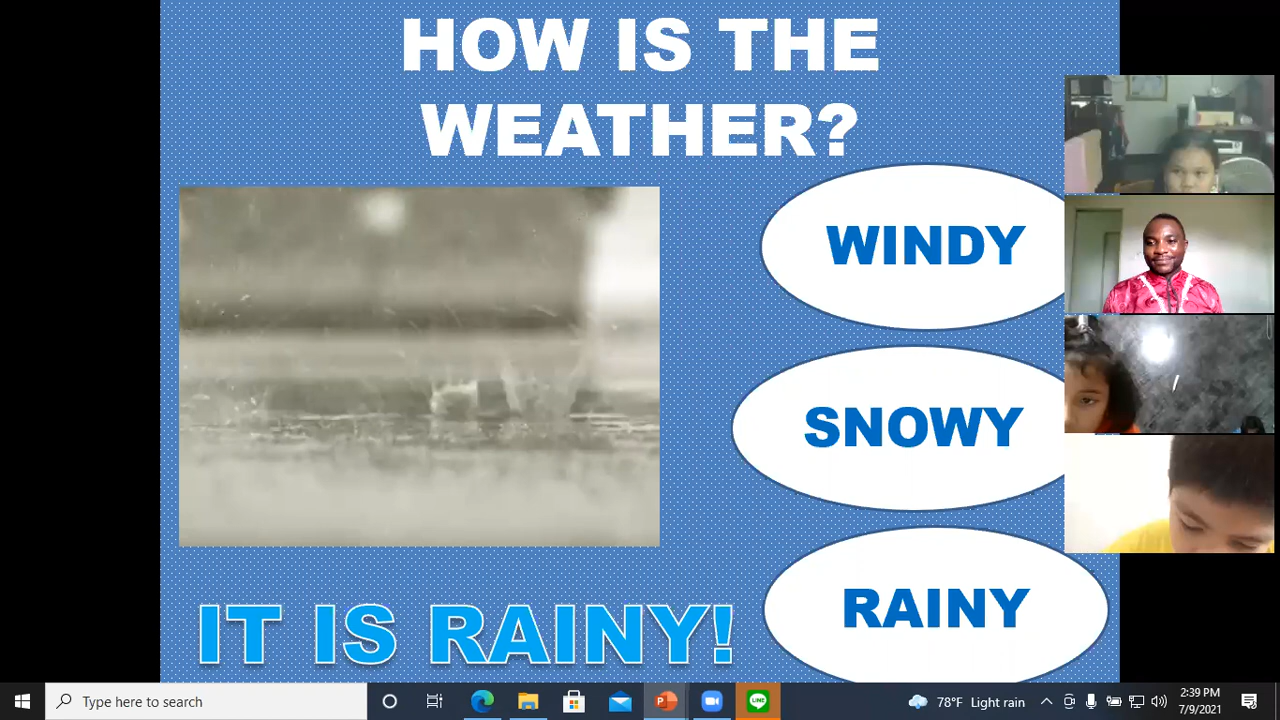 HOW IS THE
WEATHER?
WINDY
SNOWY
RAINY
IT IS RAINY!
Type here to search
LINE
78°F Light rain
2:39 PM
7/9/2021